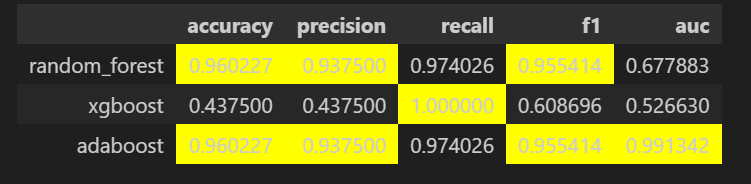 accuracy precision recall f1 auc
random_forest 0.960227 0.937500 0.974026 0.955414 0.677883
xgboost 0.437500 0.437500 1.000000 0.608696 0.526630
adaboost 0.960227 0.937500 0.974026 0.955414 0.991342